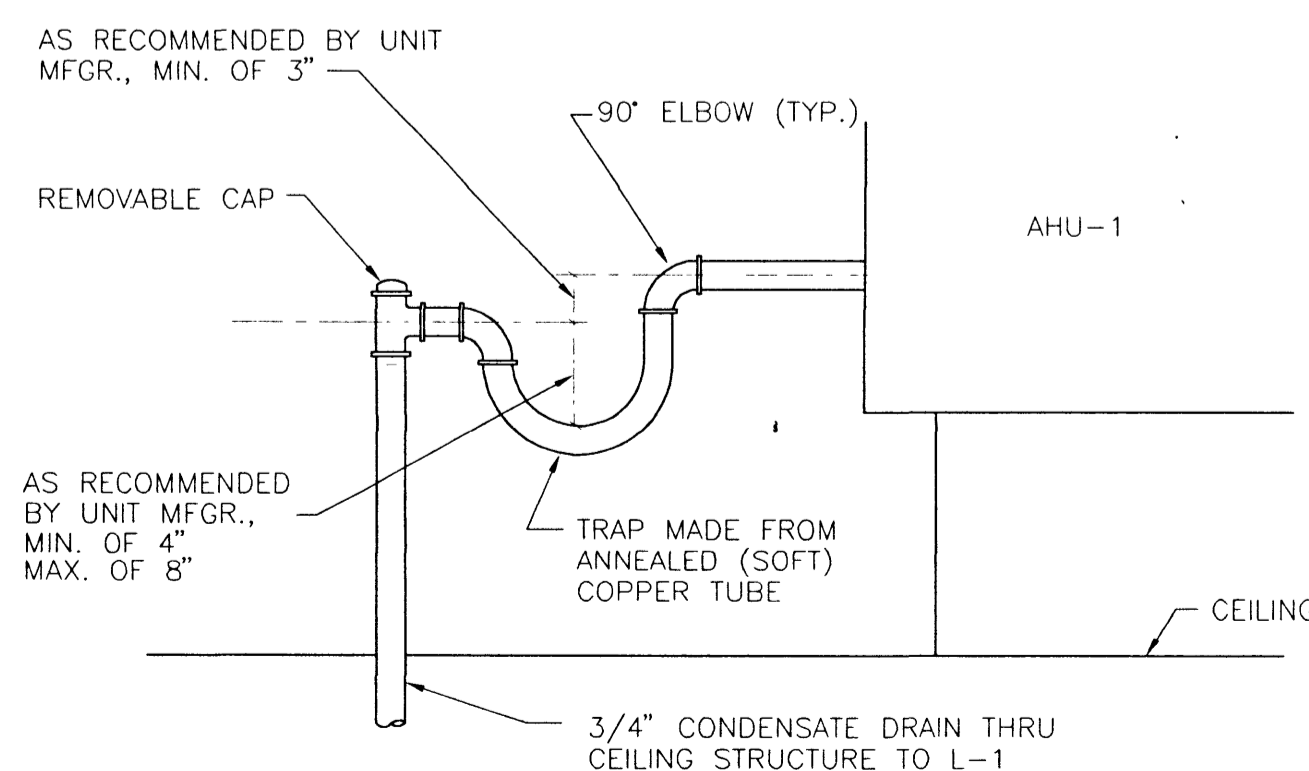 AS RECOMMENDED BY UNIT
MFGR., MIN. OF 3"
90° ELBOW (TYP.)
REMOVABLE CAP
AHU-1
AS RECOMMENDED
BY UNIT MFGR.,
MIN. OF 4"
MAX. OF 8"
TRAP MADE FROM
ANNEALED (SOFT)
COPPER TUBE
CEILING
3/4" CONDENSATE DRAIN THRU
CEILING STRUCTURE TO L-1